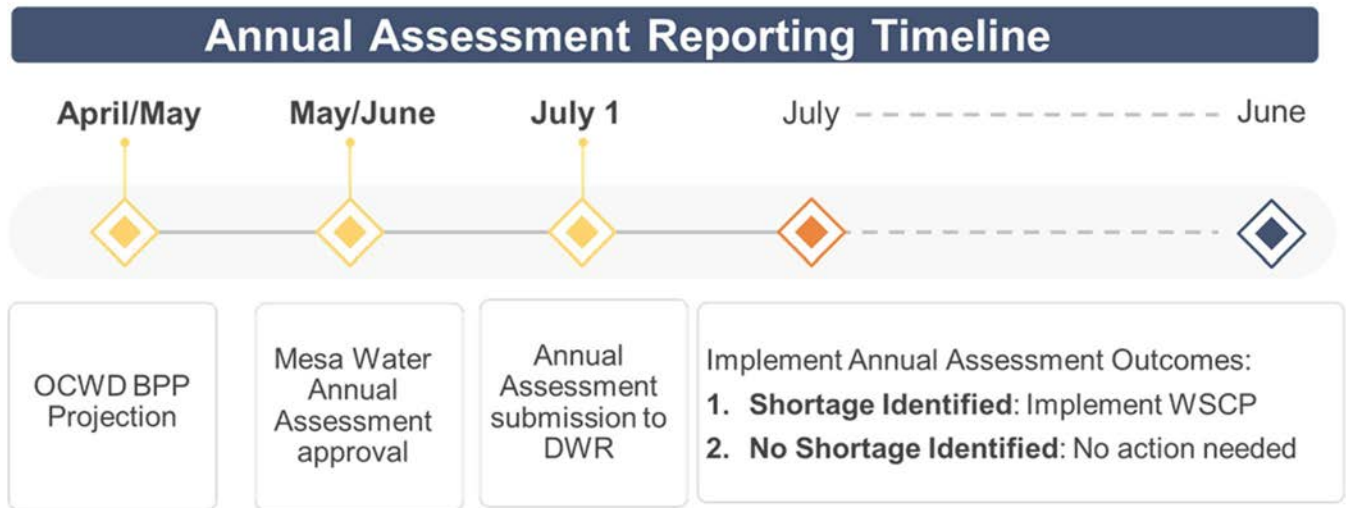 Annual Assessment Reporting Timeline
April/May
May/June
July 1
July
June
OCWD BPP
Projection
Mesa Water
Annual
Assessment
approval
Annual
Assessment
submission to
DWR
Implement Annual Assessment Outcomes:
1. Shortage Identified: Implement WSCP
2. No Shortage Identified: No action needed